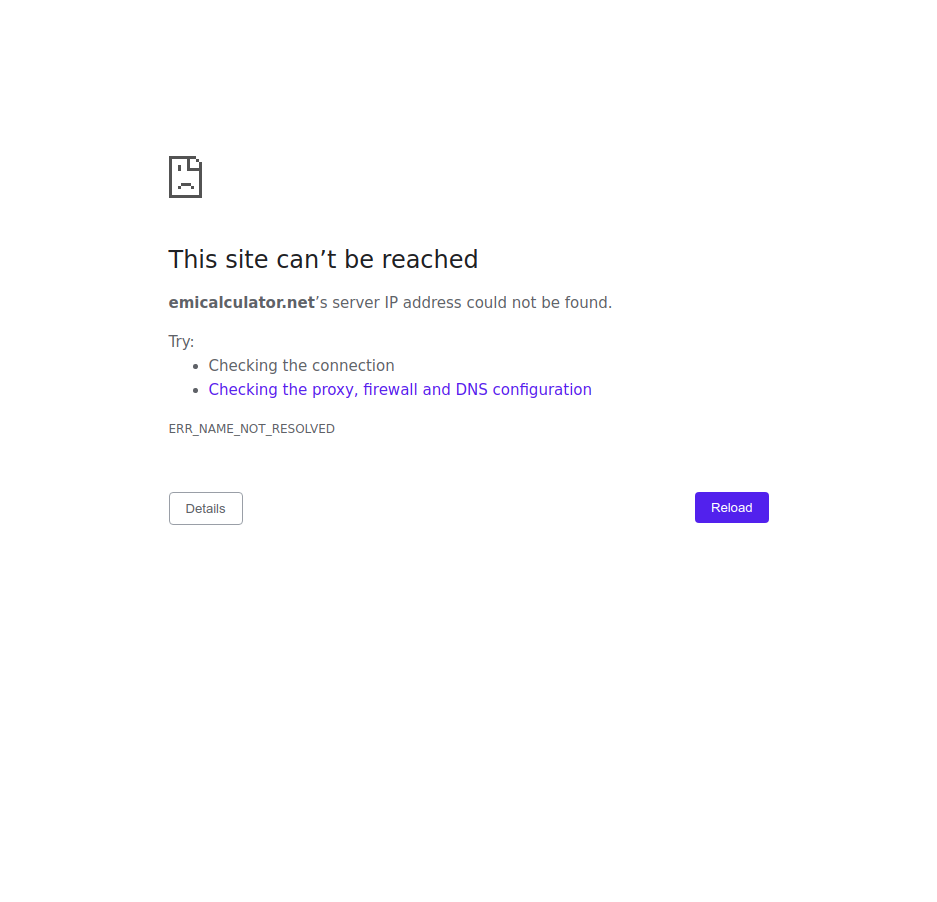 This site can’t be reached
emicalculator.net’s server IP address could not be found.
Try:
Checking the connection
Checking the proxy, firewall and DNS configuration
ERR_NAME_NOT_RESOLVED
Details
Reload